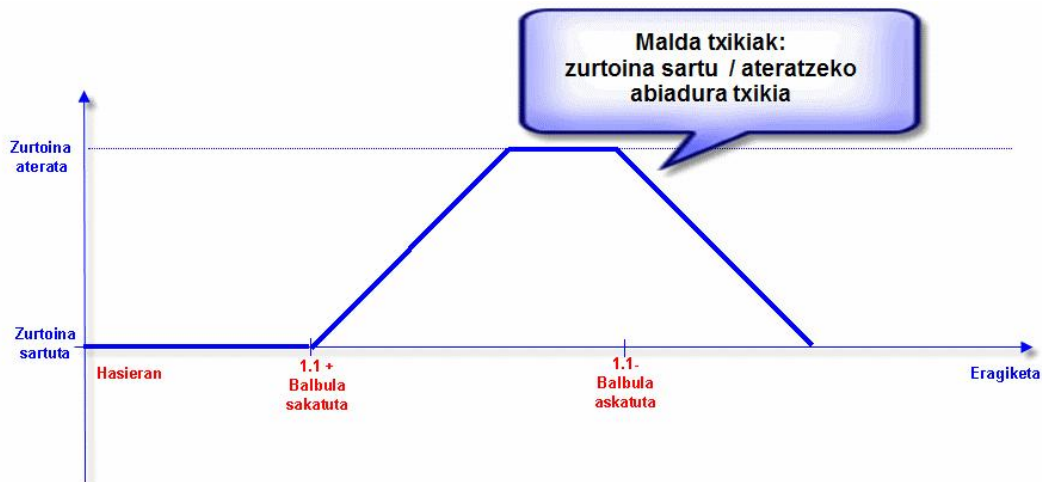 Malda txikiak:
zurtoina sartu / ateratzeko
abiadura txikia
Zurtoina
aterata
Zurtoina
sartuta
Hasieran
1.1 +
Balbula
sakatuta
1.1-
Balbula
askatuta
Eragiketa